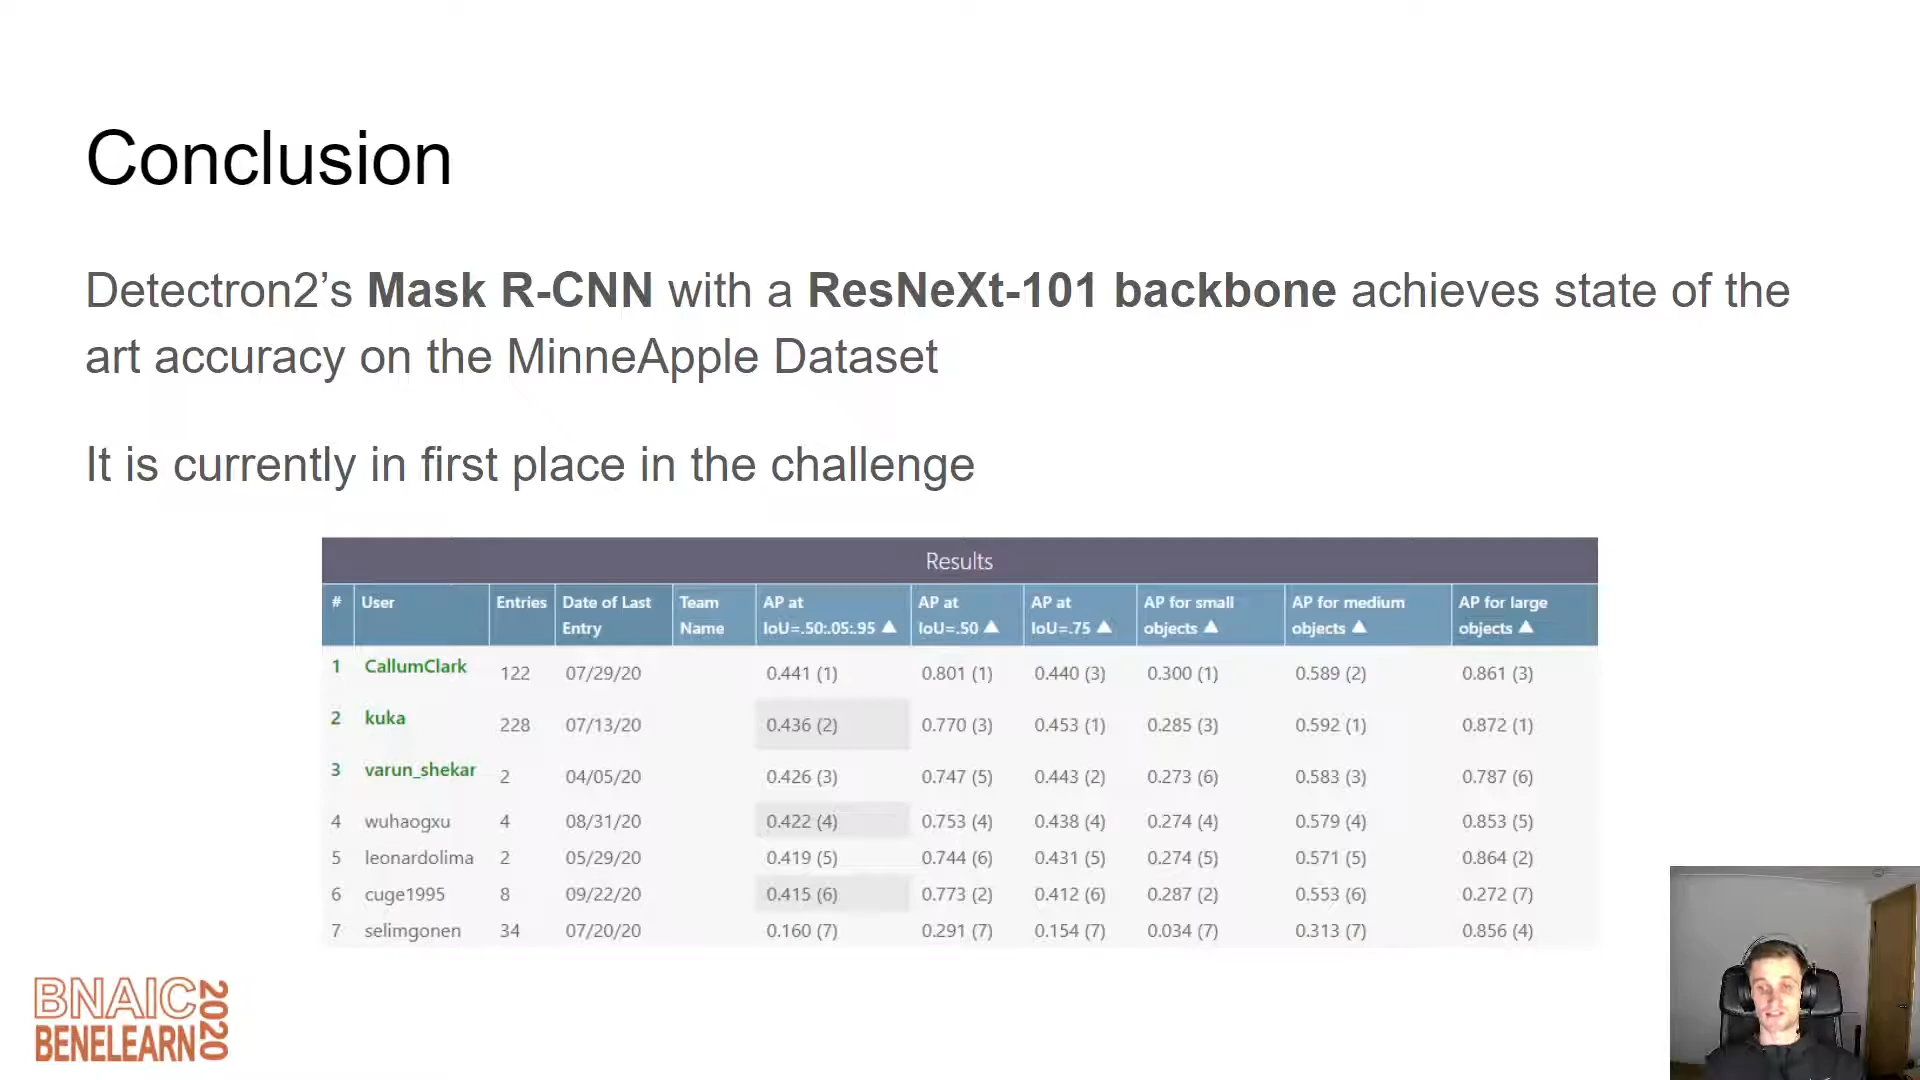 Conclusion
Detectron2’s Mask R-CNN with a ResNeXt-101 backbone achieves state of the
art accuracy on the MinneApple Dataset
It is currently in first place in the challenge
Results
# User Entries Date of Last Entry Team Name AP at IoU=.50:.05:.95 ▲ AP at IoU=.50 ▲ AP at IoU=.75 ▲ AP for small objects ▲ AP for medium objects ▲ AP for large objects ▲
1 CallumClark 122 07/29/20 0.441 (1) 0.801 (1) 0.440 (3) 0.300 (1) 0.589 (2) 0.861 (3)
2 kuka 228 07/13/20 0.436 (2) 0.770 (3) 0.453 (1) 0.285 (3) 0.592 (1) 0.872 (1)
3 varun_shekar 2 04/05/20 0.426 (3) 0.747 (5) 0.443 (2) 0.273 (6) 0.583 (3) 0.787 (6)
4 wuhaogxu 4 08/31/20 0.422 (4) 0.753 (4) 0.438 (4) 0.274 (4) 0.579 (4) 0.853 (5)
5 leonardolima 2 05/29/20 0.419 (5) 0.744 (6) 0.431 (5) 0.274 (5) 0.571 (5) 0.864 (2)
6 cuge1995 8 09/22/20 0.415 (6) 0.773 (2) 0.412 (6) 0.287 (2) 0.553 (6) 0.272 (7)
7 selimgonen 34 07/20/20 0.160 (7) 0.291 (7) 0.154 (7) 0.034 (7) 0.313 (7) 0.856 (4)
BNAIC
BENELEARN
2020